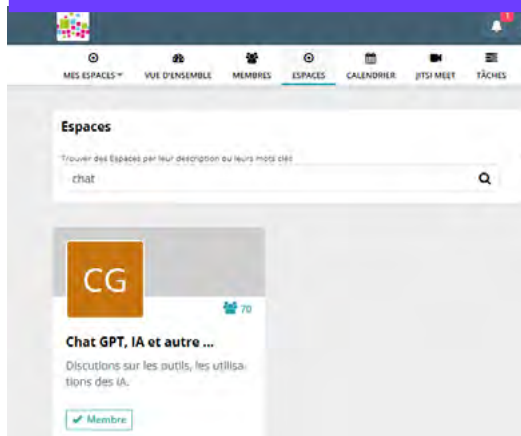 1
MES ESPACES VUE D'ENSEMBLE MEMBRES ESPACES CALENDRIER JITSI MEET TÂCHES
Espaces
Trouver des Espaces par leur description ou leurs mots clés
chat
CG
70
Chat GPT, IA et autre ...
Discutions sur les outils, les utilisa-
tions des IA.
Membre